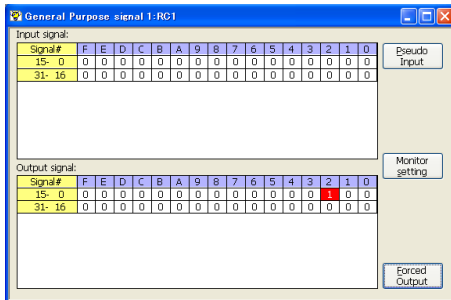 General Purpose signal 1:RC1
Input signal:
Signal# F E D C B A 9 8 7 6 5 4 3 2 1 0
15- 0 0 0 0 0 0 0 0 0 0 0 0 0 0 0 0 0
31- 16 0 0 0 0 0 0 0 0 0 0 0 0 0 0 0 0
Pseudo
Input
Output signal:
Signal# F E D C B A 9 8 7 6 5 4 3 2 1 0
15- 0 0 0 0 0 0 0 0 0 0 0 0 0 0 1 0 0
31- 16 0 0 0 0 0 0 0 0 0 0 0 0 0 0 0 0
Monitor
setting
Forced
Output